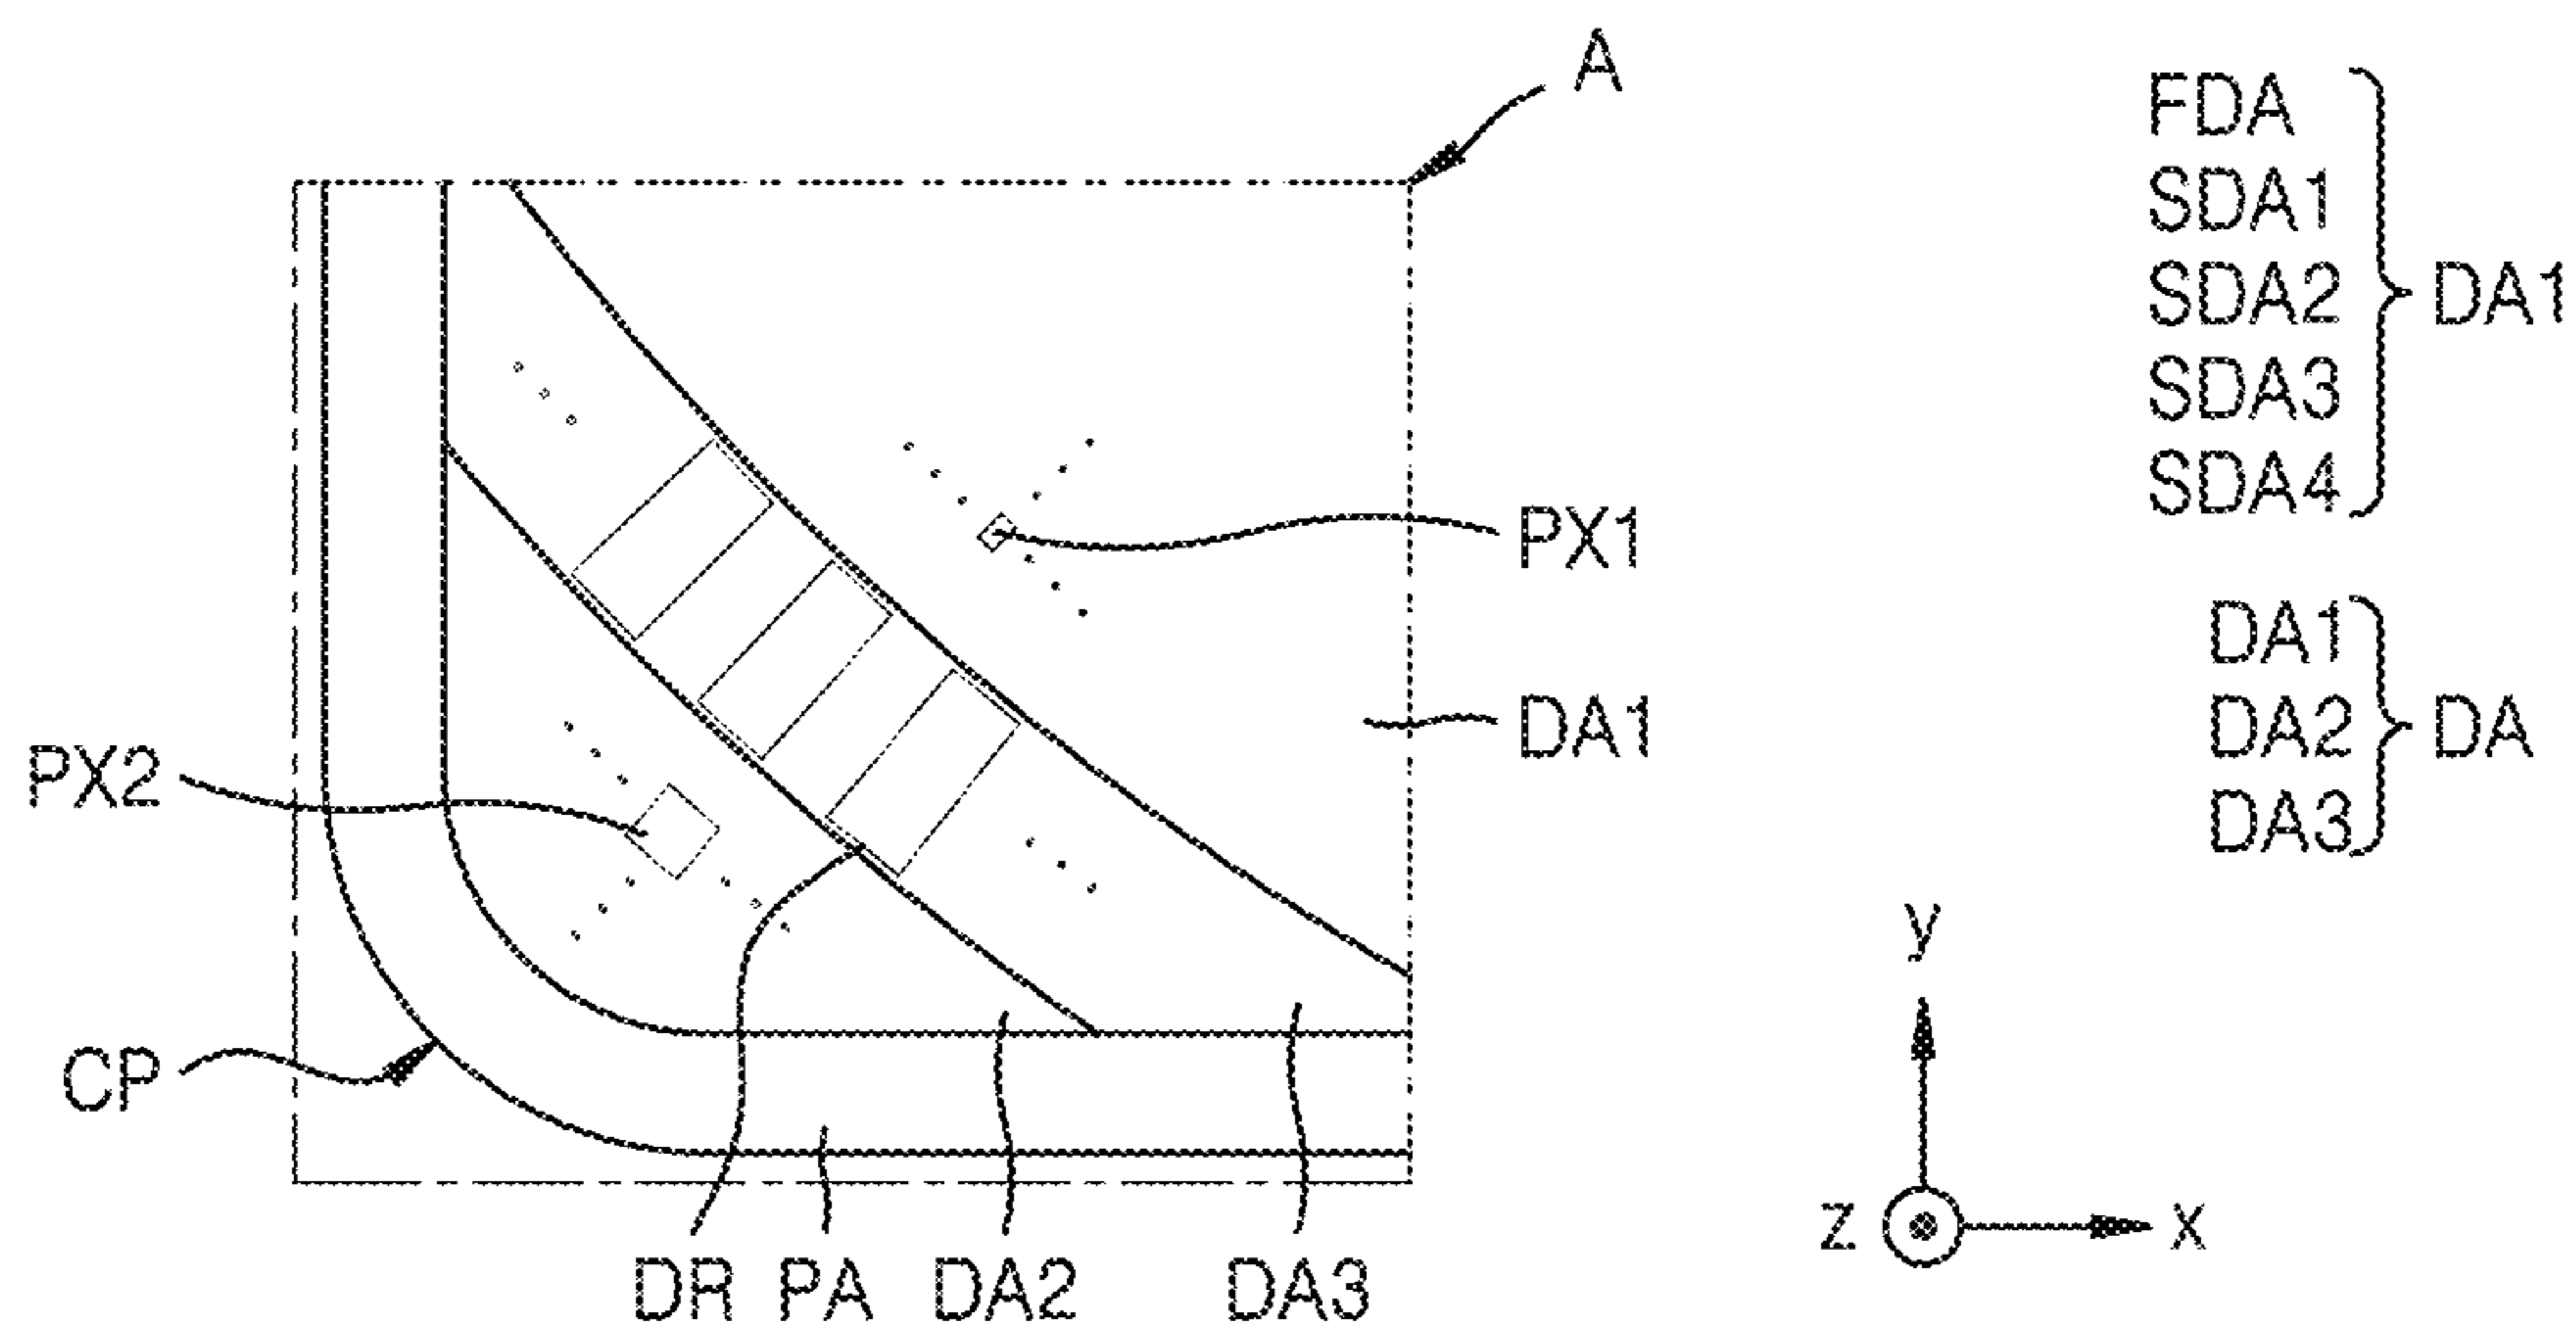 A
FDA
SDA1
SDA2
SDA3
SDA4
DA1
PX1
DA1
DA2
DA3
DA
DA1
PX2
CP
DR PA DA2 DA3
y
z
x